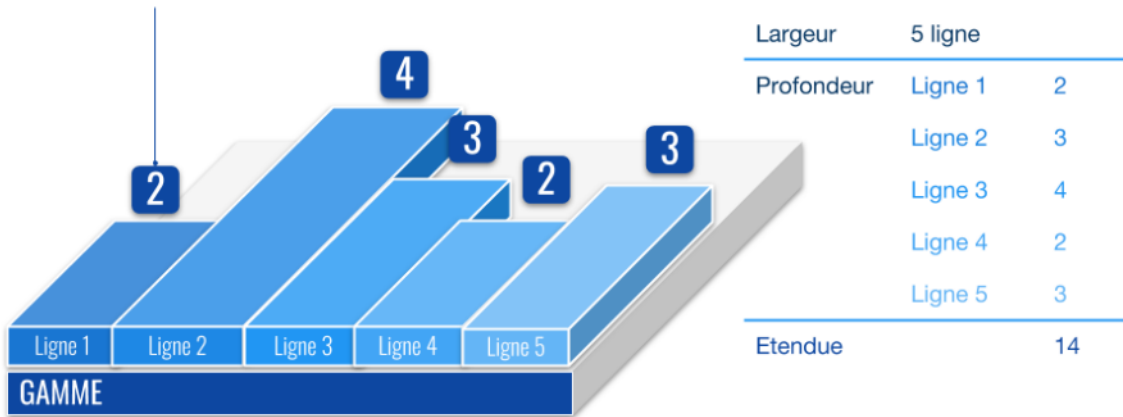 4
3
2
2
3
Ligne 1
Ligne 2
Ligne 3
Ligne 4
Ligne 5
GAMME
Largeur 5 ligne
Profondeur Ligne 1 2
Ligne 2 3
Ligne 3 4
Ligne 4 2
Ligne 5 3
Etendue 14